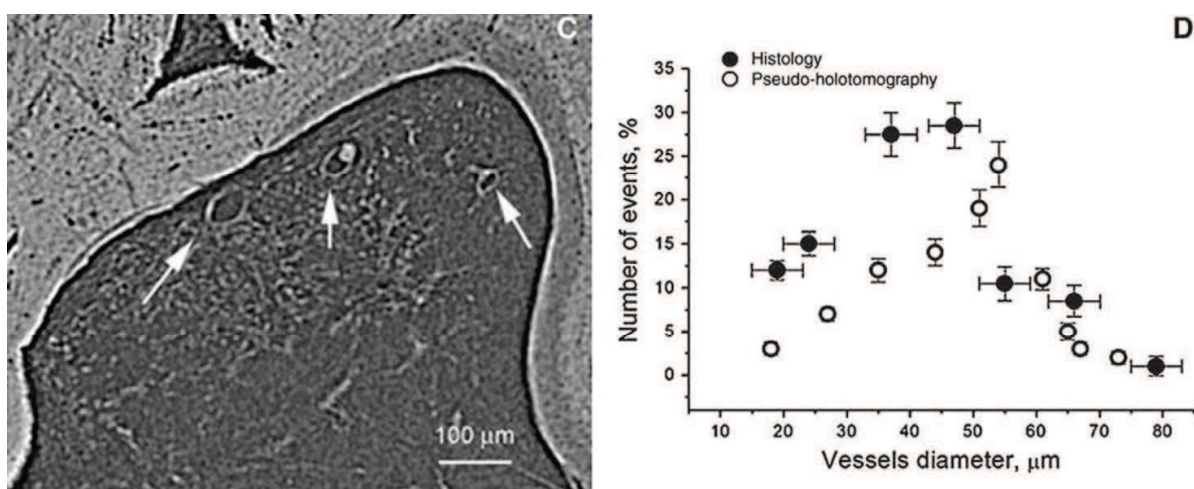 C
100 μm
D
Histology
Pseudo-holotomography
Number of events, %
35
30
25
20
15
10
5
0
10 20 30 40 50 60 70 80
Vessels diameter, μm